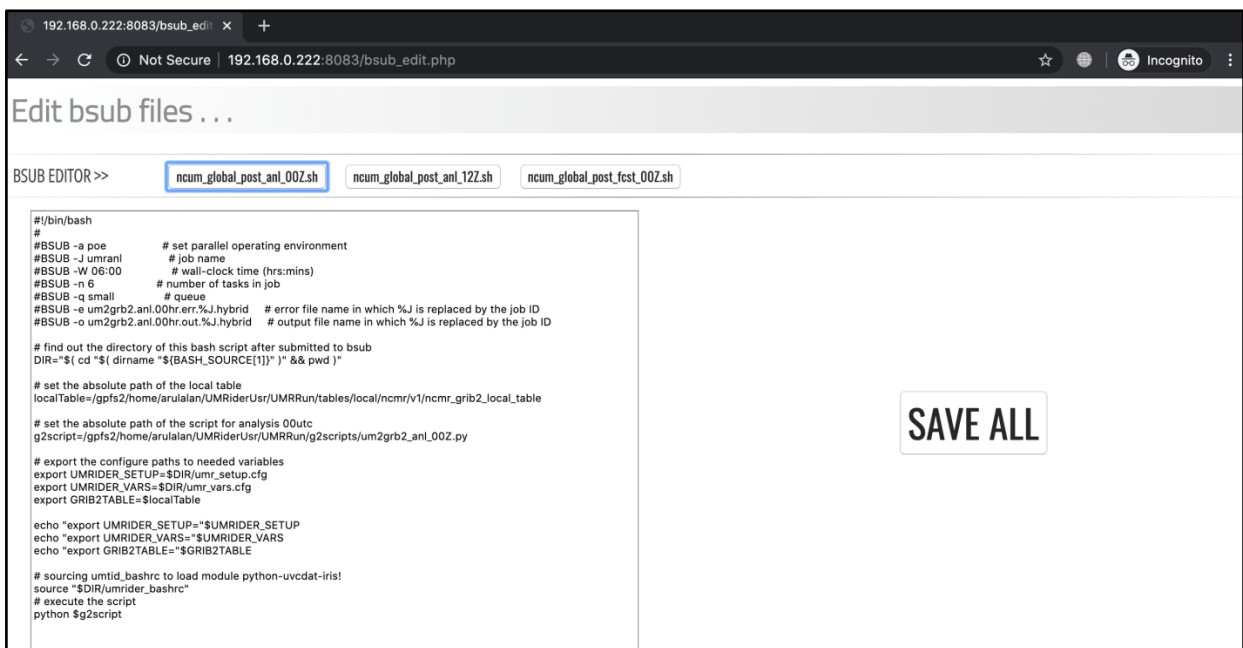 192.168.0.222:8083/bsub_edit
Not Secure | 192.168.0.222:8083/bsub_edit.php
Incognito
Edit bsub files . . .
BSUB EDITOR >> ncum_global_post_anl_00Z.sh ncum_global_post_anl_12Z.sh ncum_global_post_fcst_00Z.sh
#!/bin/bash
#
#BSUB -a poe # set parallel operating environment
#BSUB -J umranl # job name
#BSUB -W 06:00 # wall-clock time (hrs:mins)
#BSUB -n 6 # number of tasks in job
#BSUB -q small # queue
#BSUB -e um2grb2.anl.00hr.err.%J.hybrid # error file name in which %J is replaced by the job ID
#BSUB -o um2grb2.anl.00hr.out.%J.hybrid # output file name in which %J is replaced by the job ID
# find out the directory of this bash script after submitted to bsub
DIR="$( cd "$( dirname "${BASH_SOURCE[1]}" )" && pwd )"
# set the absolute path of the local table
localTable=/gpfs2/home/arulalan/UMRiderUsr/UMRRun/tables/local/ncmr/v1/ncmr_grib2_local_table
# set the absolute path of the script for analysis 00utc
g2script=/gpfs2/home/arulalan/UMRiderUsr/UMRRun/g2scripts/um2grb2_anl_00Z.py
# export the configure paths to needed variables
export UMRIDER_SETUP=$DIR/umr_setup.cfg
export UMRIDER_VARS=$DIR/umr_vars.cfg
export GRIB2TABLE=$localTable
echo "export UMRIDER_SETUP="$UMRIDER_SETUP
echo "export UMRIDER_VARS="$UMRIDER_VARS
echo "export GRIB2TABLE="$GRIB2TABLE
# sourcing umtid_bashrc to load module python-uvcdat-iris!
source "$DIR/umrider_bashrc"
# execute the script
python $g2script
SAVE ALL